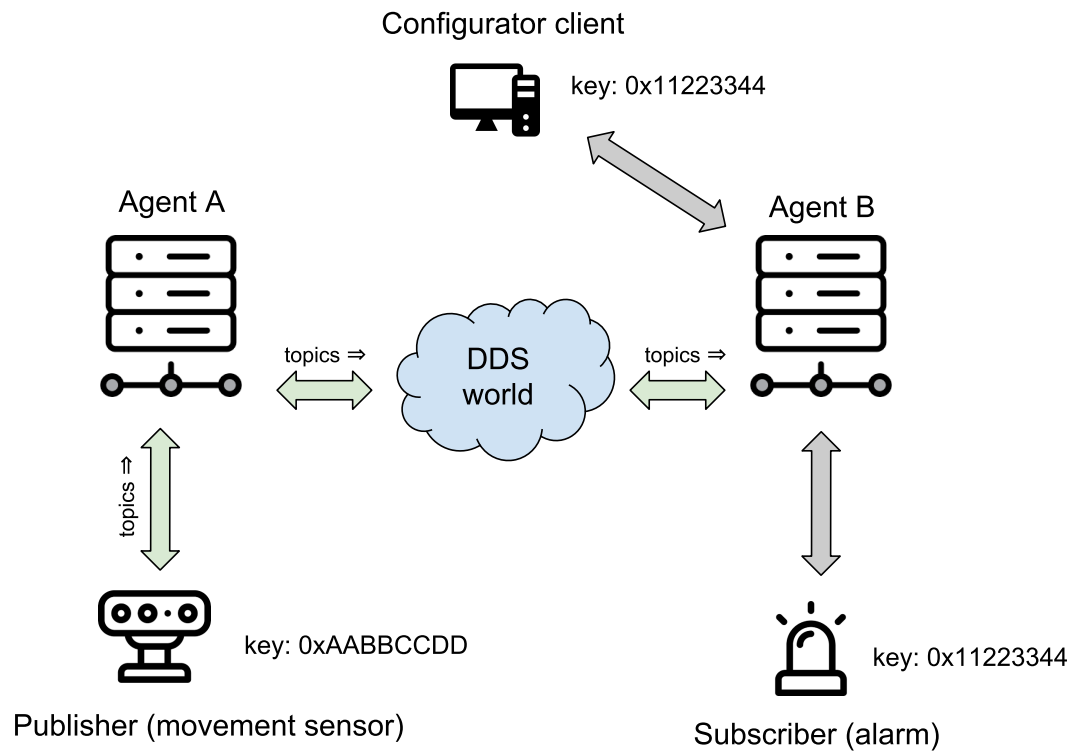 Configurator client
key: 0x11223344
Agent A
Agent B
topics ⇒
DDS
world
topics ⇒
topics ⇒
key: 0xAABBCCDD
key: 0x11223344
Publisher (movement sensor)
Subscriber (alarm)